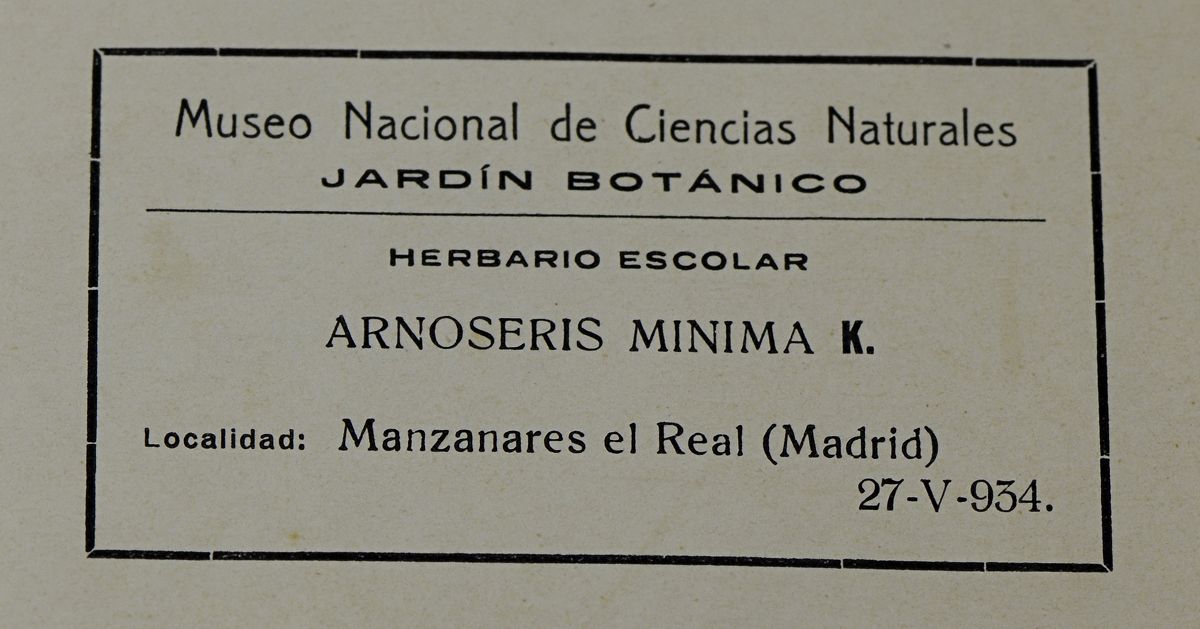 Museo Nacional de Ciencias Naturales
JARDÍN BOTÁNICO
HERBARIO ESCOLAR
ARNOSERIS MINIMA K.
Localidad: Manzanares el Real (Madrid)
27-V-934.